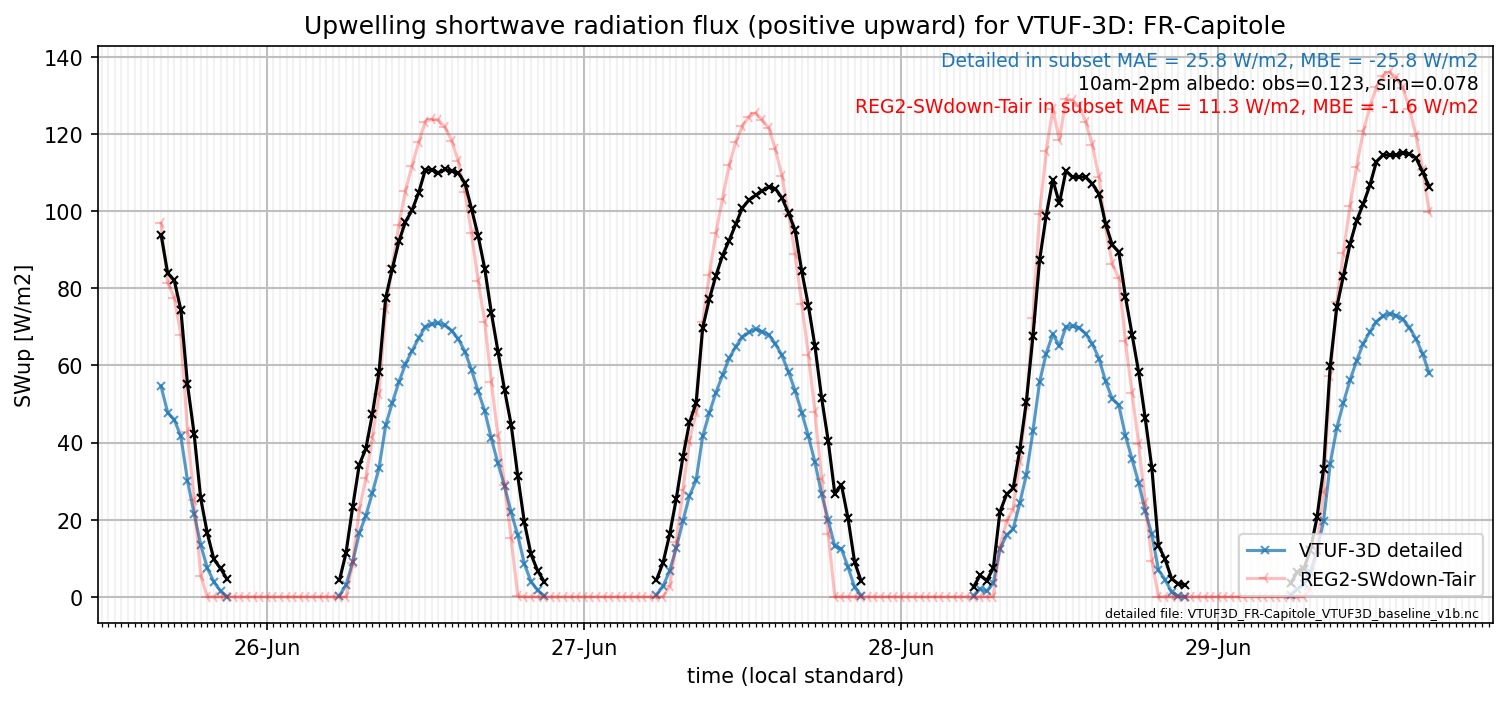 Upwelling shortwave radiation flux (positive upward) for VTUF-3D: FR-Capitole
Detailed in subset MAE = 25.8 W/m2, MBE = -25.8 W/m2
10am-2pm albedo: obs=0.123, sim=0.078
REG2-SWdown-Tair in subset MAE = 11.3 W/m2, MBE = -1.6 W/m2
SWup [W/m2]
140
120
100
80
60
40
20
0
VTUF-3D detailed
REG2-SWdown-Tair
detailed file: VTUF3D_FR-Capitole_VTUF3D_baseline_v1b.nc
26-Jun
27-Jun
28-Jun
29-Jun
time (local standard)